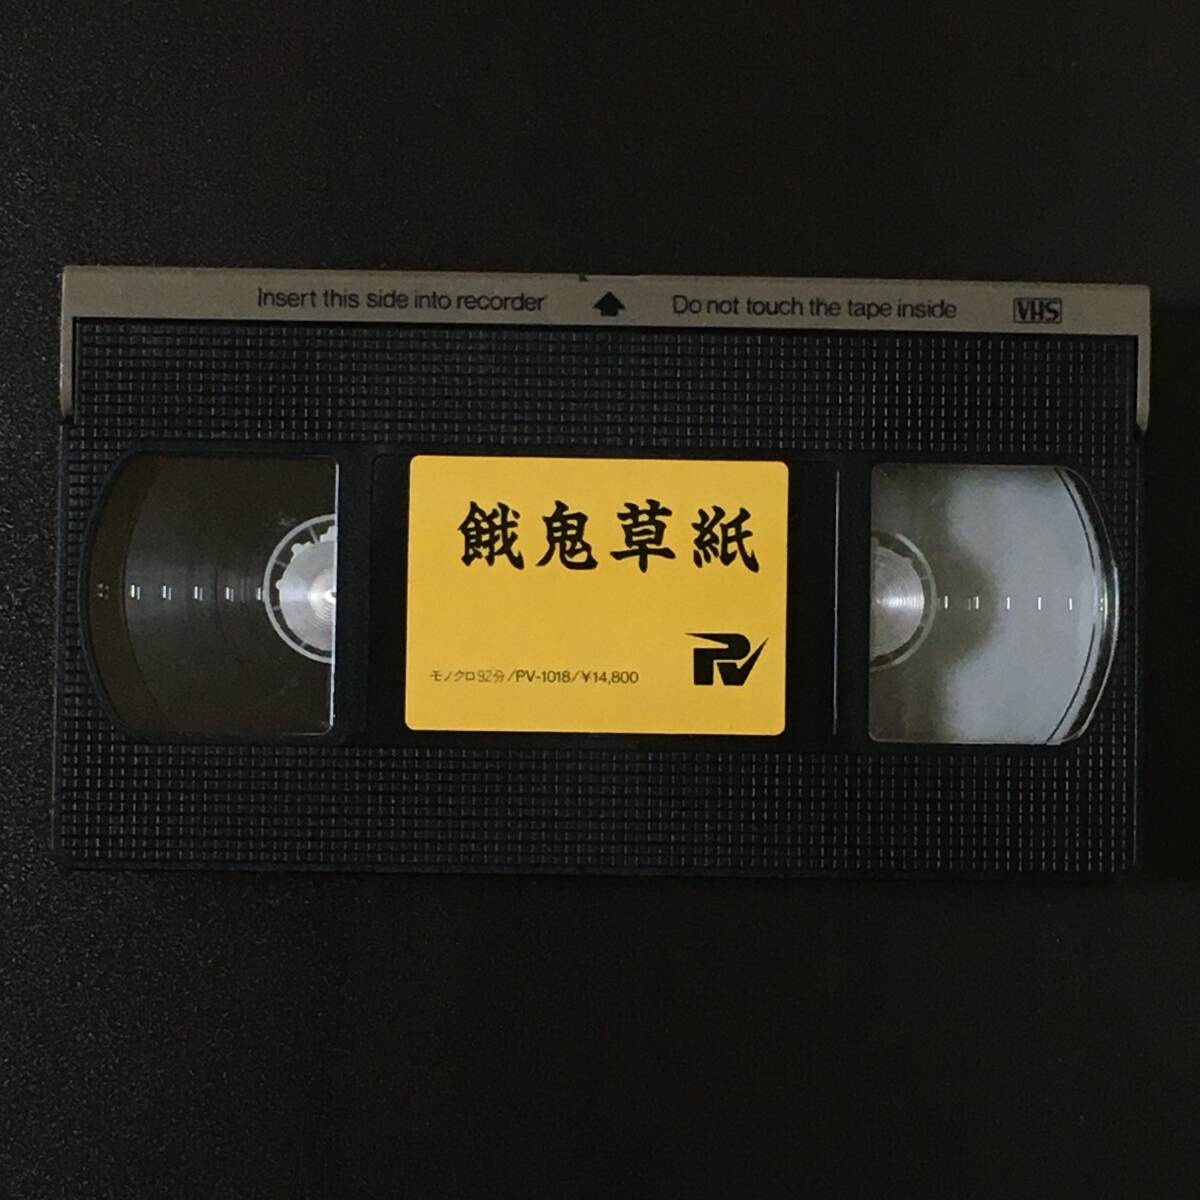 Insert this side into recorder Do not touch the tape inside VHS
餓鬼草紙
PV
モノクロ92分/PV-1018/¥14,800